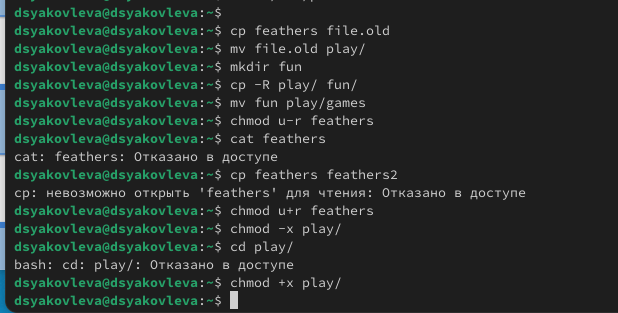 dsyakovleva@dsyakovleva:~$
dsyakovleva@dsyakovleva:~$ cp feathers file.old
dsyakovleva@dsyakovleva:~$ mv file.old play/
dsyakovleva@dsyakovleva:~$ mkdir fun
dsyakovleva@dsyakovleva:~$ cp -R play/ fun/
dsyakovleva@dsyakovleva:~$ mv fun play/games
dsyakovleva@dsyakovleva:~$ chmod u-r feathers
dsyakovleva@dsyakovleva:~$ cat feathers
cat: feathers: Отказано в доступе
dsyakovleva@dsyakovleva:~$ cp feathers feathers2
cp: невозможно открыть 'feathers' для чтения: Отказано в доступе
dsyakovleva@dsyakovleva:~$ chmod u+r feathers
dsyakovleva@dsyakovleva:~$ chmod -x play/
dsyakovleva@dsyakovleva:~$ cd play/
bash: cd: play/: Отказано в доступе
dsyakovleva@dsyakovleva:~$ chmod +x play/
dsyakovleva@dsyakovleva:~$